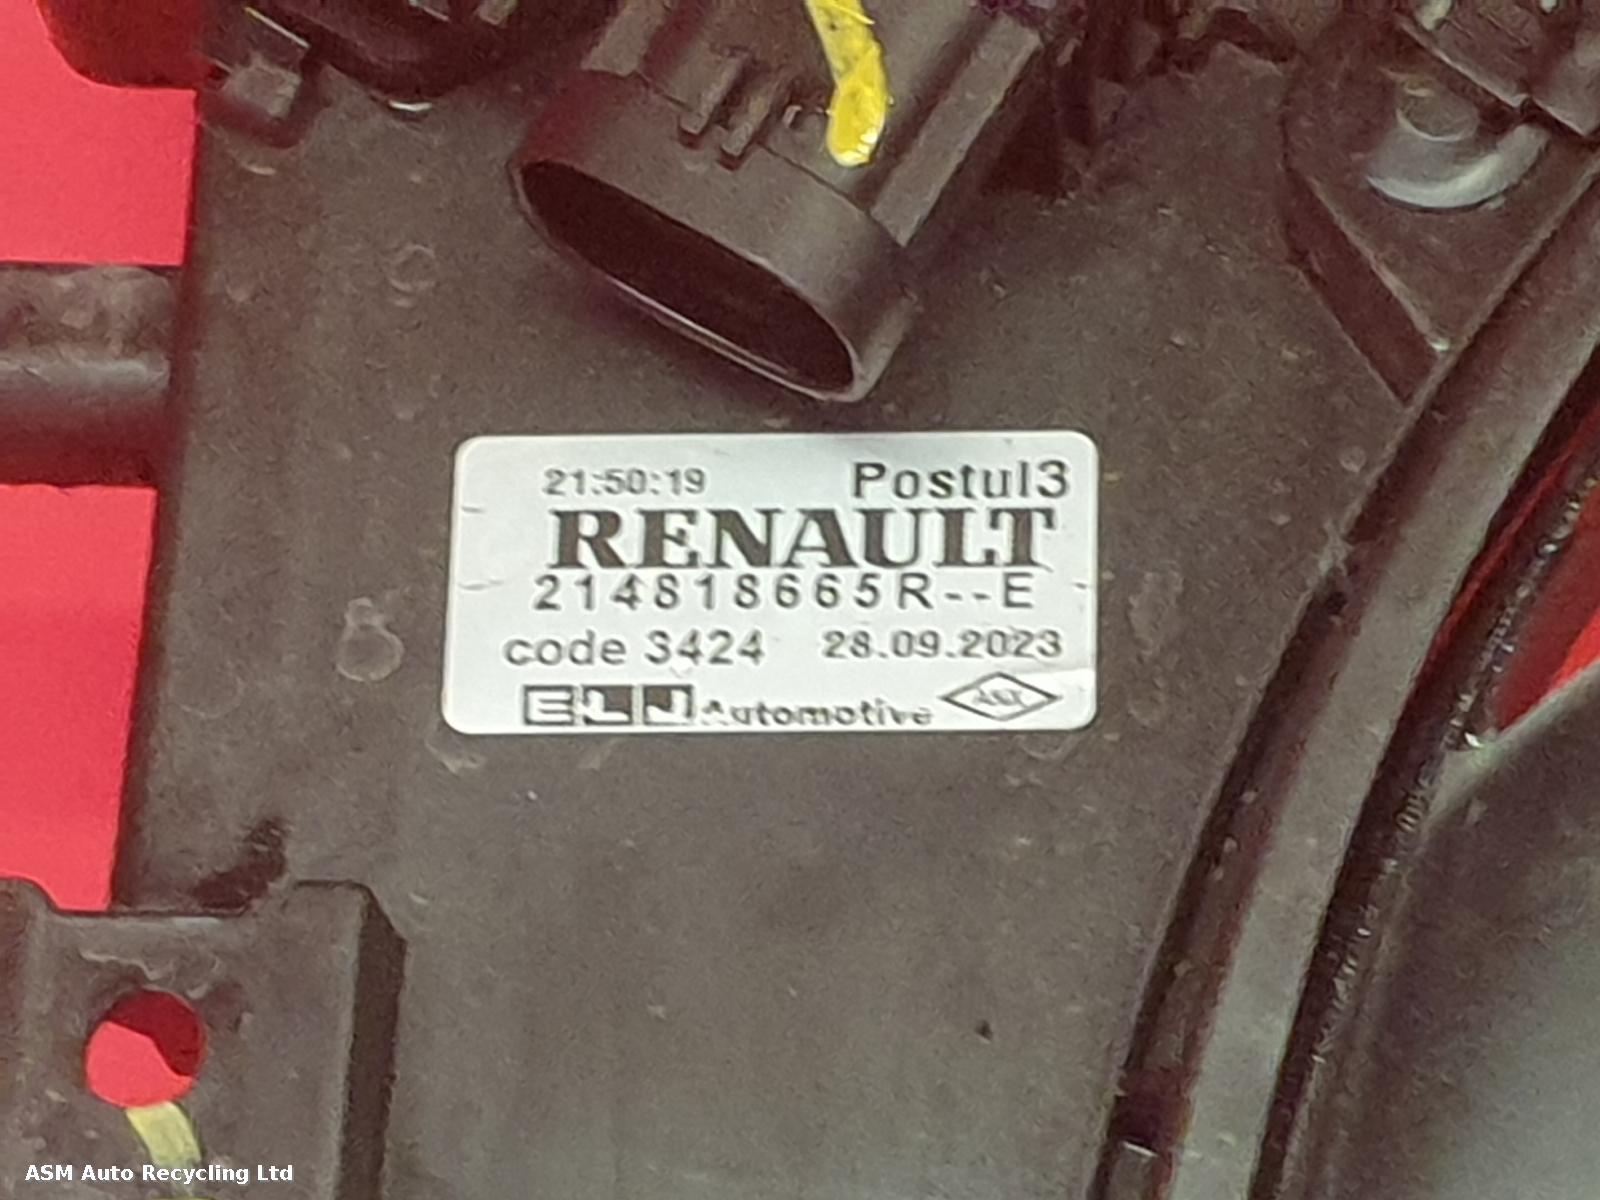 21:50:19 Postul3
RENAULT
214818665R--E
code 3424 28.09.2023
ELJ Automotive
ASM Auto Recycling Ltd